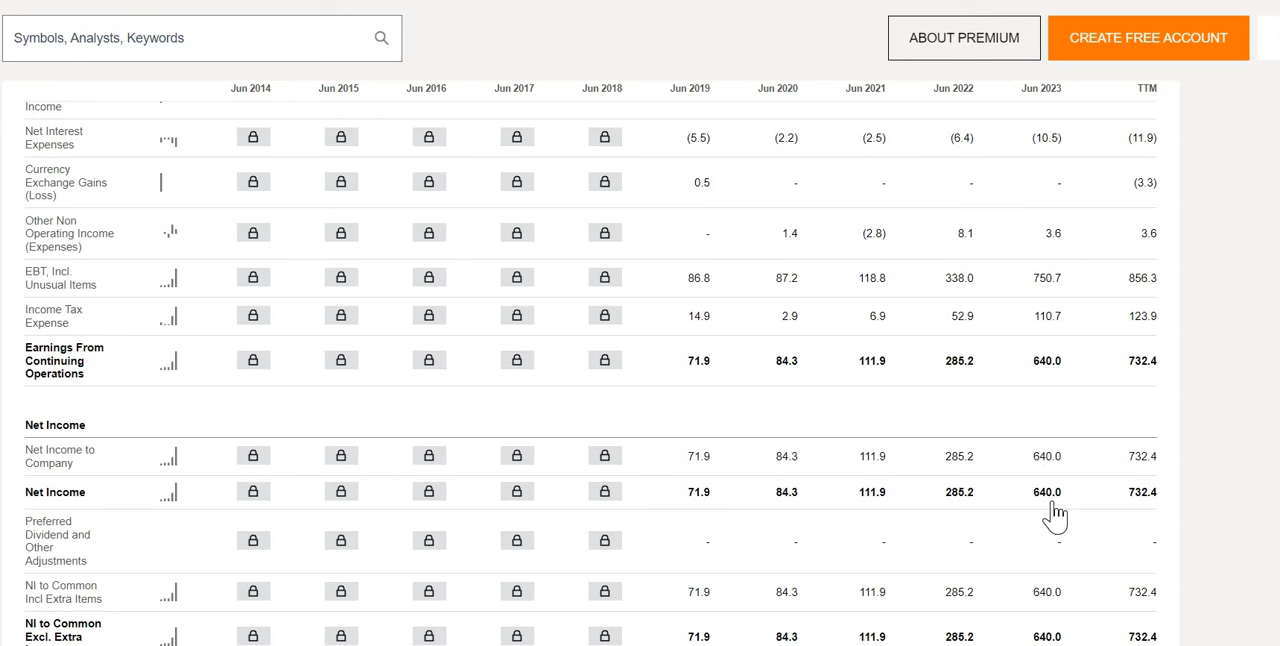 Symbols, Analysts, Keywords
ABOUT PREMIUM
CREATE FREE ACCOUNT
Jun 2014 Jun 2015 Jun 2016 Jun 2017 Jun 2018 Jun 2019 Jun 2020 Jun 2021 Jun 2022 Jun 2023 TTM
Income
Net Interest
Expenses
(5.5) (2.2) (2.5) (6.4) (10.5) (11.9)
Currency
Exchange Gains
(Loss)
0.5 - - - - (3.3)
Other Non
Operating Income
(Expenses)
- 1.4 (2.8) 8.1 3.6 3.6
EBT, Incl.
Unusual Items
86.8 87.2 118.8 338.0 750.7 856.3
Income Tax
Expense
14.9 2.9 6.9 52.9 110.7 123.9
Earnings From
Continuing
Operations
71.9 84.3 111.9 285.2 640.0 732.4
Net Income
Net Income to
Company
71.9 84.3 111.9 285.2 640.0 732.4
Net Income 71.9 84.3 111.9 285.2 640.0 732.4
Preferred
Dividend and
Other
Adjustments
- - - - - -
NI to Common
Incl Extra Items
71.9 84.3 111.9 285.2 640.0 732.4
NI to Common
Excl. Extra
71.9 84.3 111.9 285.2 640.0 732.4